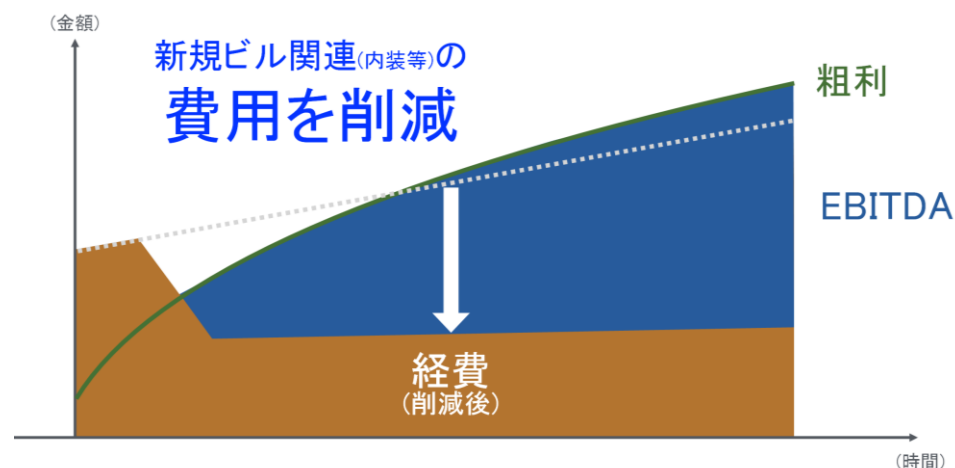 (金額)
新規ビル関連(内装等)の
費用を削減
粗利
EBITDA
経費
(削減後)
(時間)